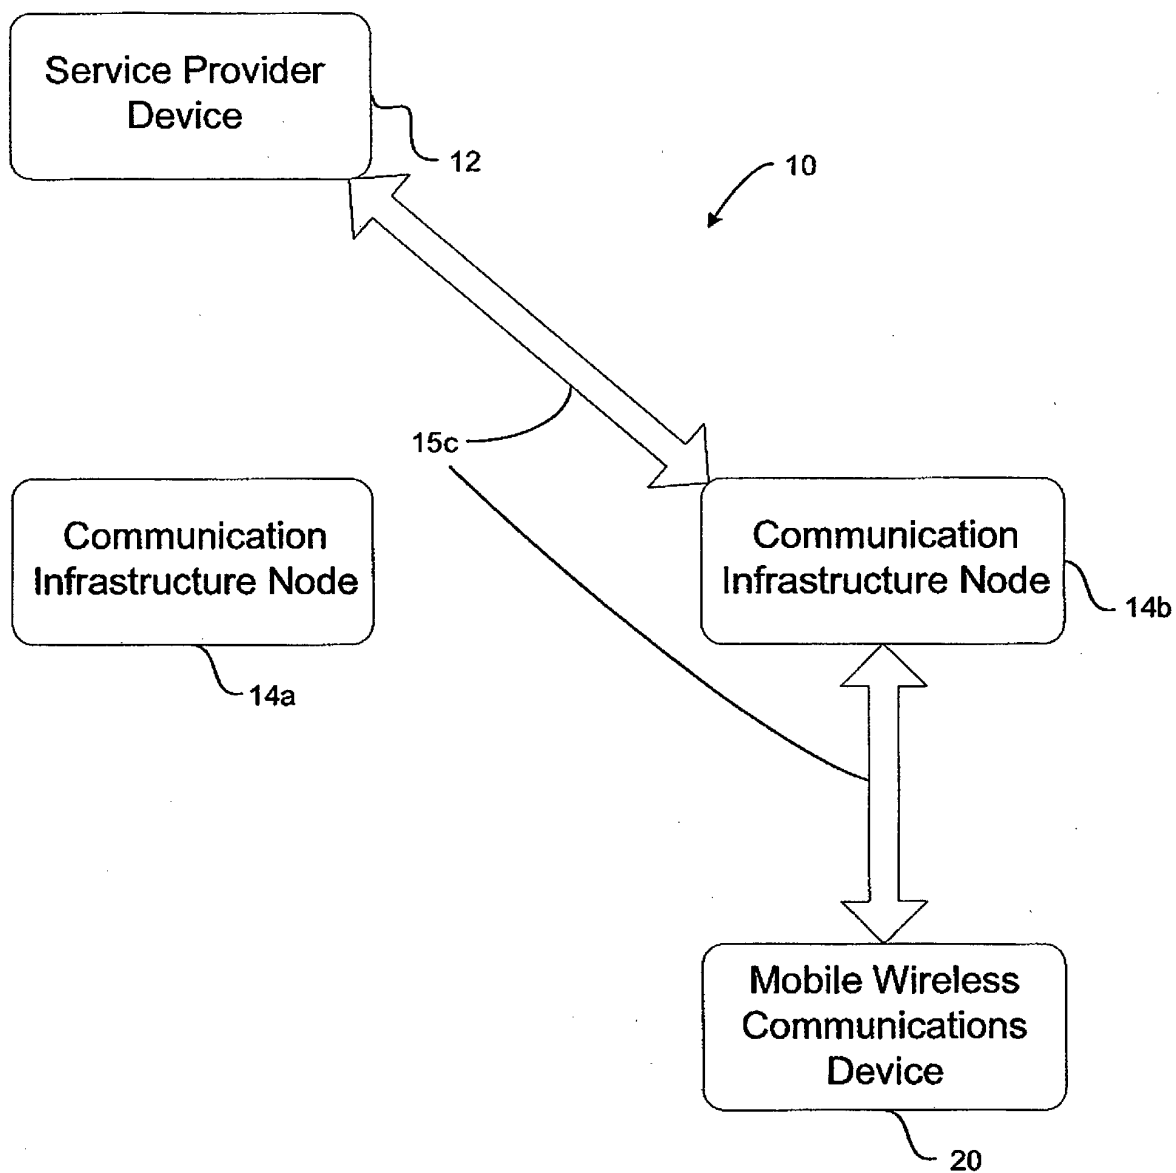 Service Provider
Device
12
10
15c
Communication
Infrastructure Node
14a
Communication
Infrastructure Node
14b
Mobile Wireless
Communications
Device
20